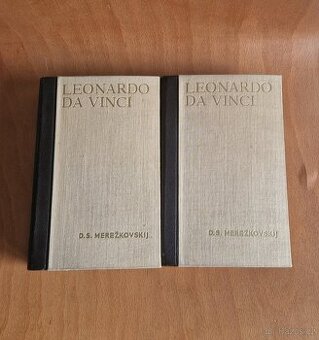 LEONARDO
DA VINCI
D.S. MEREŽKOVSKIJ
LEONARDO
DA VINCI
D.S. MEREŽKOVSKIJ